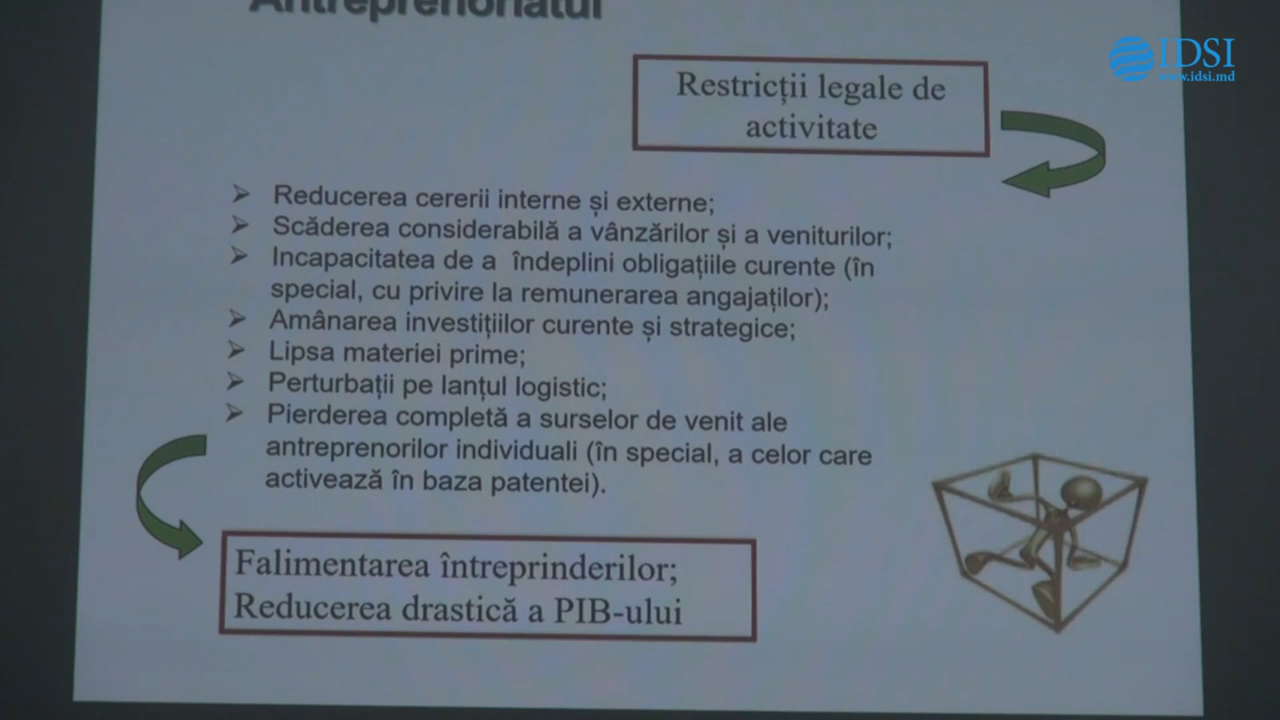 Antreprenoriatul
IDSI
www.idsi.md
Restricții legale de
activitate
➢ Reducerea cererii interne și externe;
➢ Scăderea considerabilă a vânzărilor și a veniturilor;
➢ Incapacitatea de a îndeplini obligațiile curente (în
special, cu privire la remunerarea angajaților);
➢ Amânarea investițiilor curente și strategice;
➢ Lipsa materiei prime;
➢ Perturbații pe lanțul logistic;
➢ Pierderea completă a surselor de venit ale
antreprenorilor individuali (în special, a celor care
activează în baza patentei).
Falimentarea întreprinderilor;
Reducerea drastică a PIB-ului